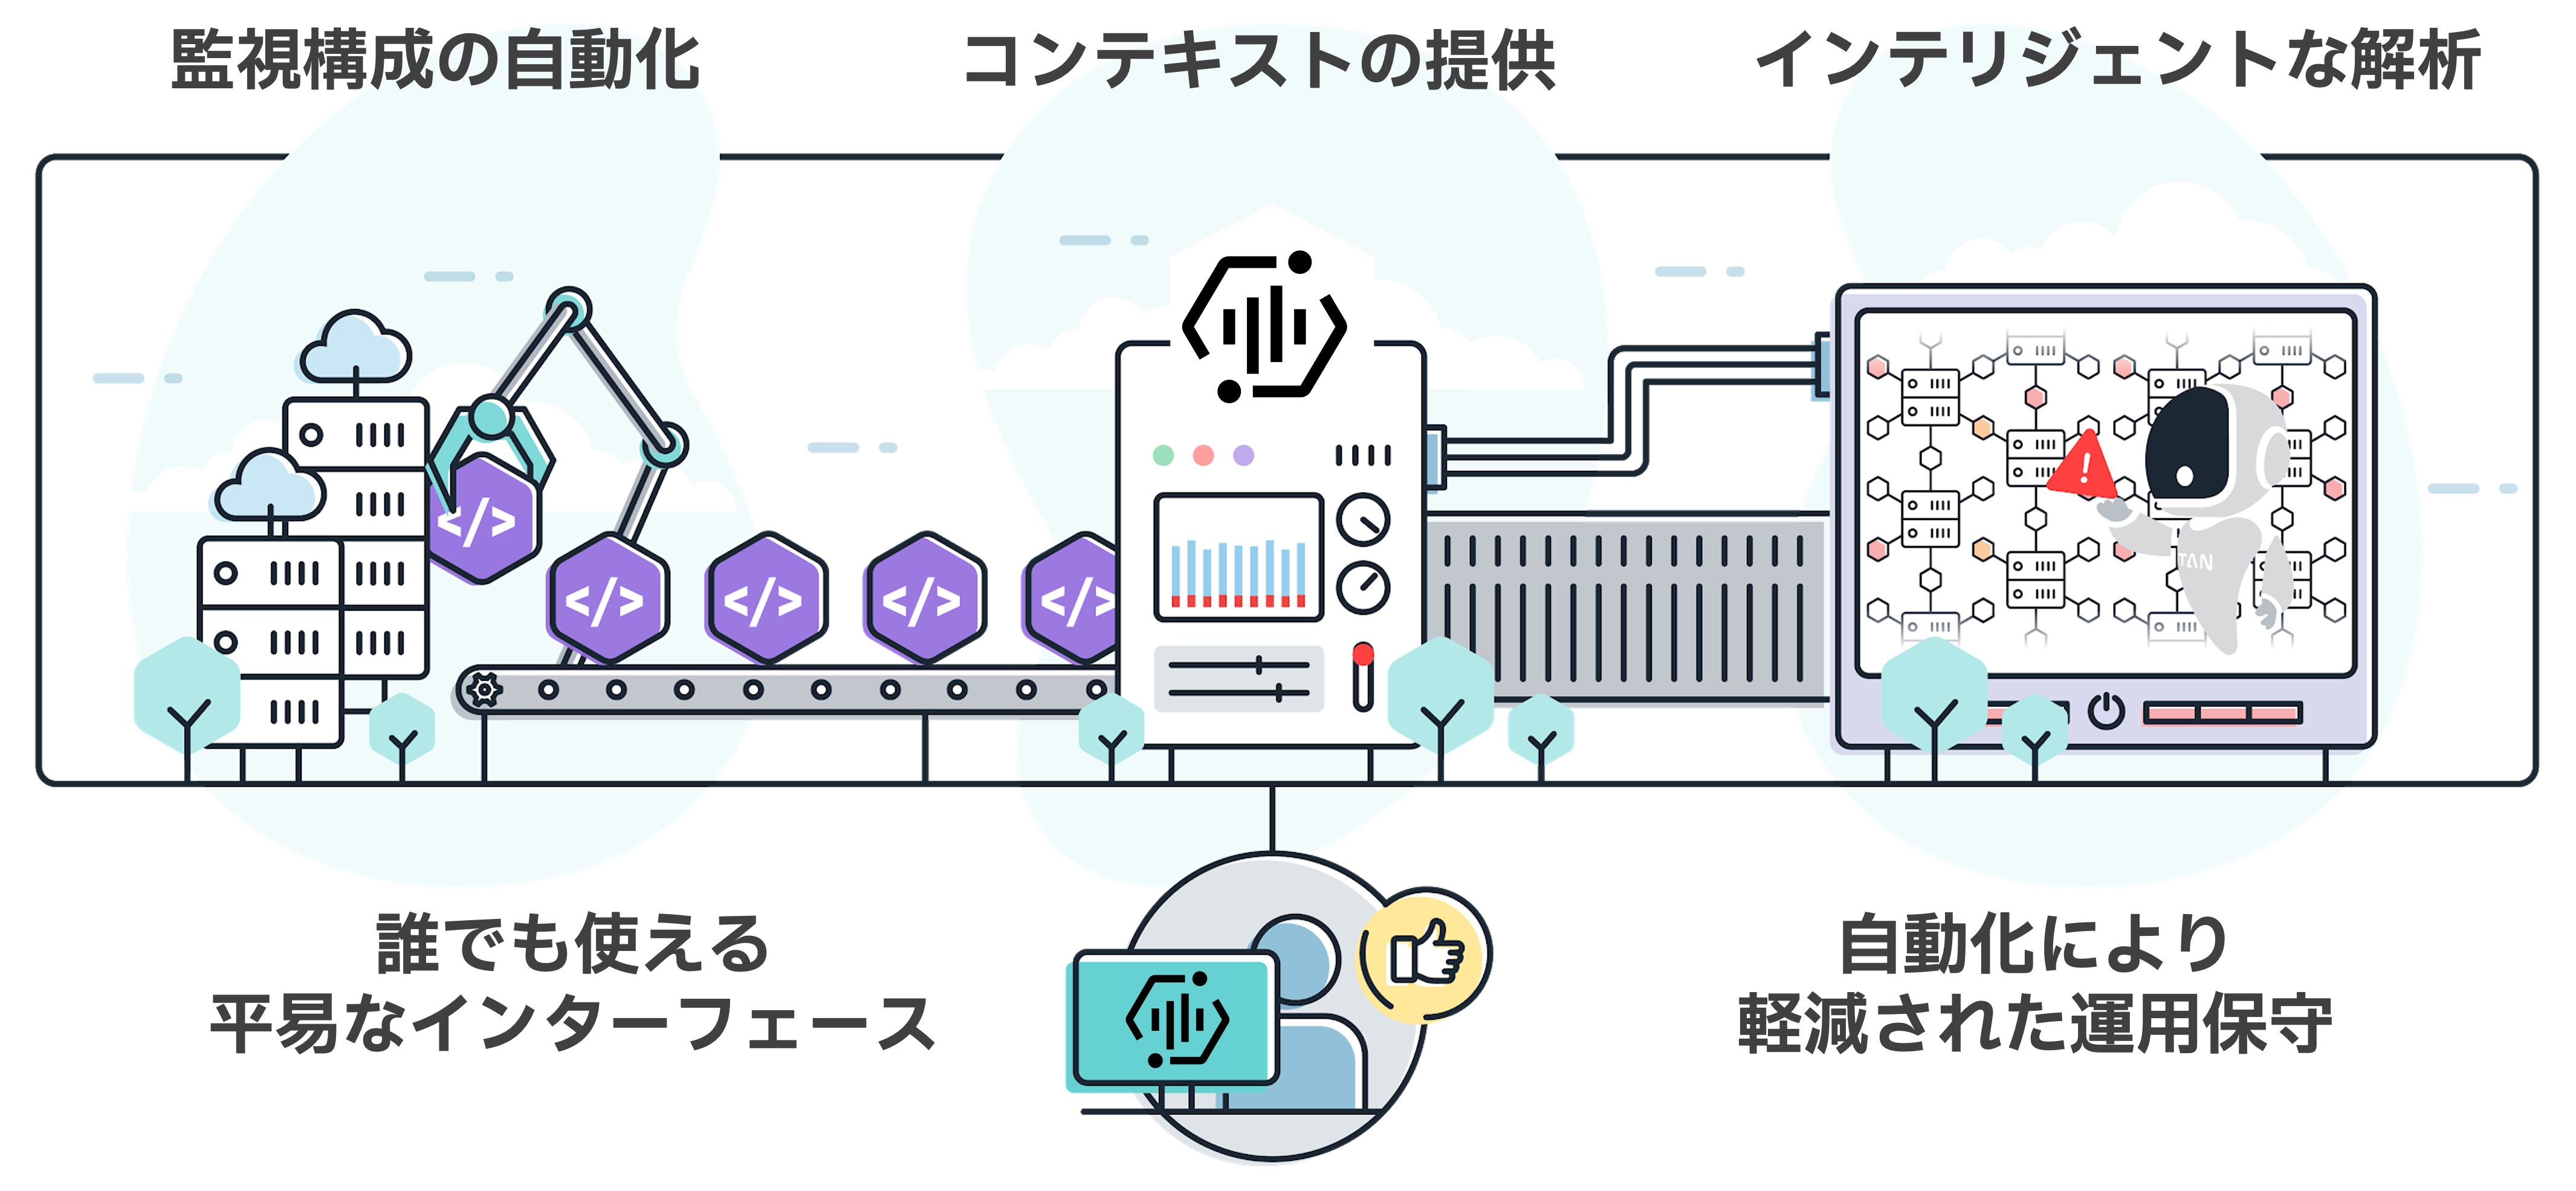 監視構成の自動化
コンテキストの提供
インテリジェントな解析
</>
</>
</>
</>
</>
!
TAN
誰でも使える
平易なインターフェース
自動化により
軽減された運用保守